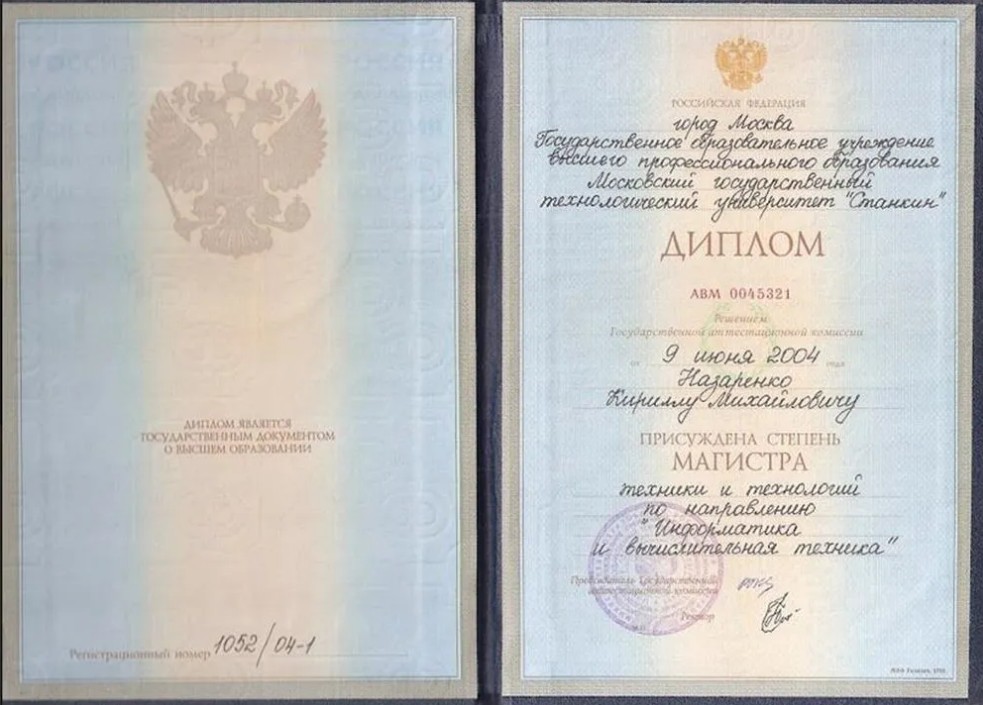 ДИПЛОМ ЯВЛЯЕТСЯ
ГОСУДАРСТВЕННЫМ ДОКУМЕНТОМ
О ВЫСШЕМ ОБРАЗОВАНИИ
Регистрационный номер 1052/04-1
РОССИЙСКАЯ ФЕДЕРАЦИЯ
город Москва
Государственное образовательное учреждение
высшего профессионального образования
Московский государственный
технологический университет "Станкин"
ДИПЛОМ
АВМ 0045321
Решением
Государственной аттестационной комиссии
от 9 июня 2004 года
Назаренко
Кириллу Михайловичу
ПРИСУЖДЕНА СТЕПЕНЬ
МАГИСТРА
техники и технологий
по направлению
"Информатика
и вычислительная техника"
Председатель Государственной
аттестационной комиссии
Ректор